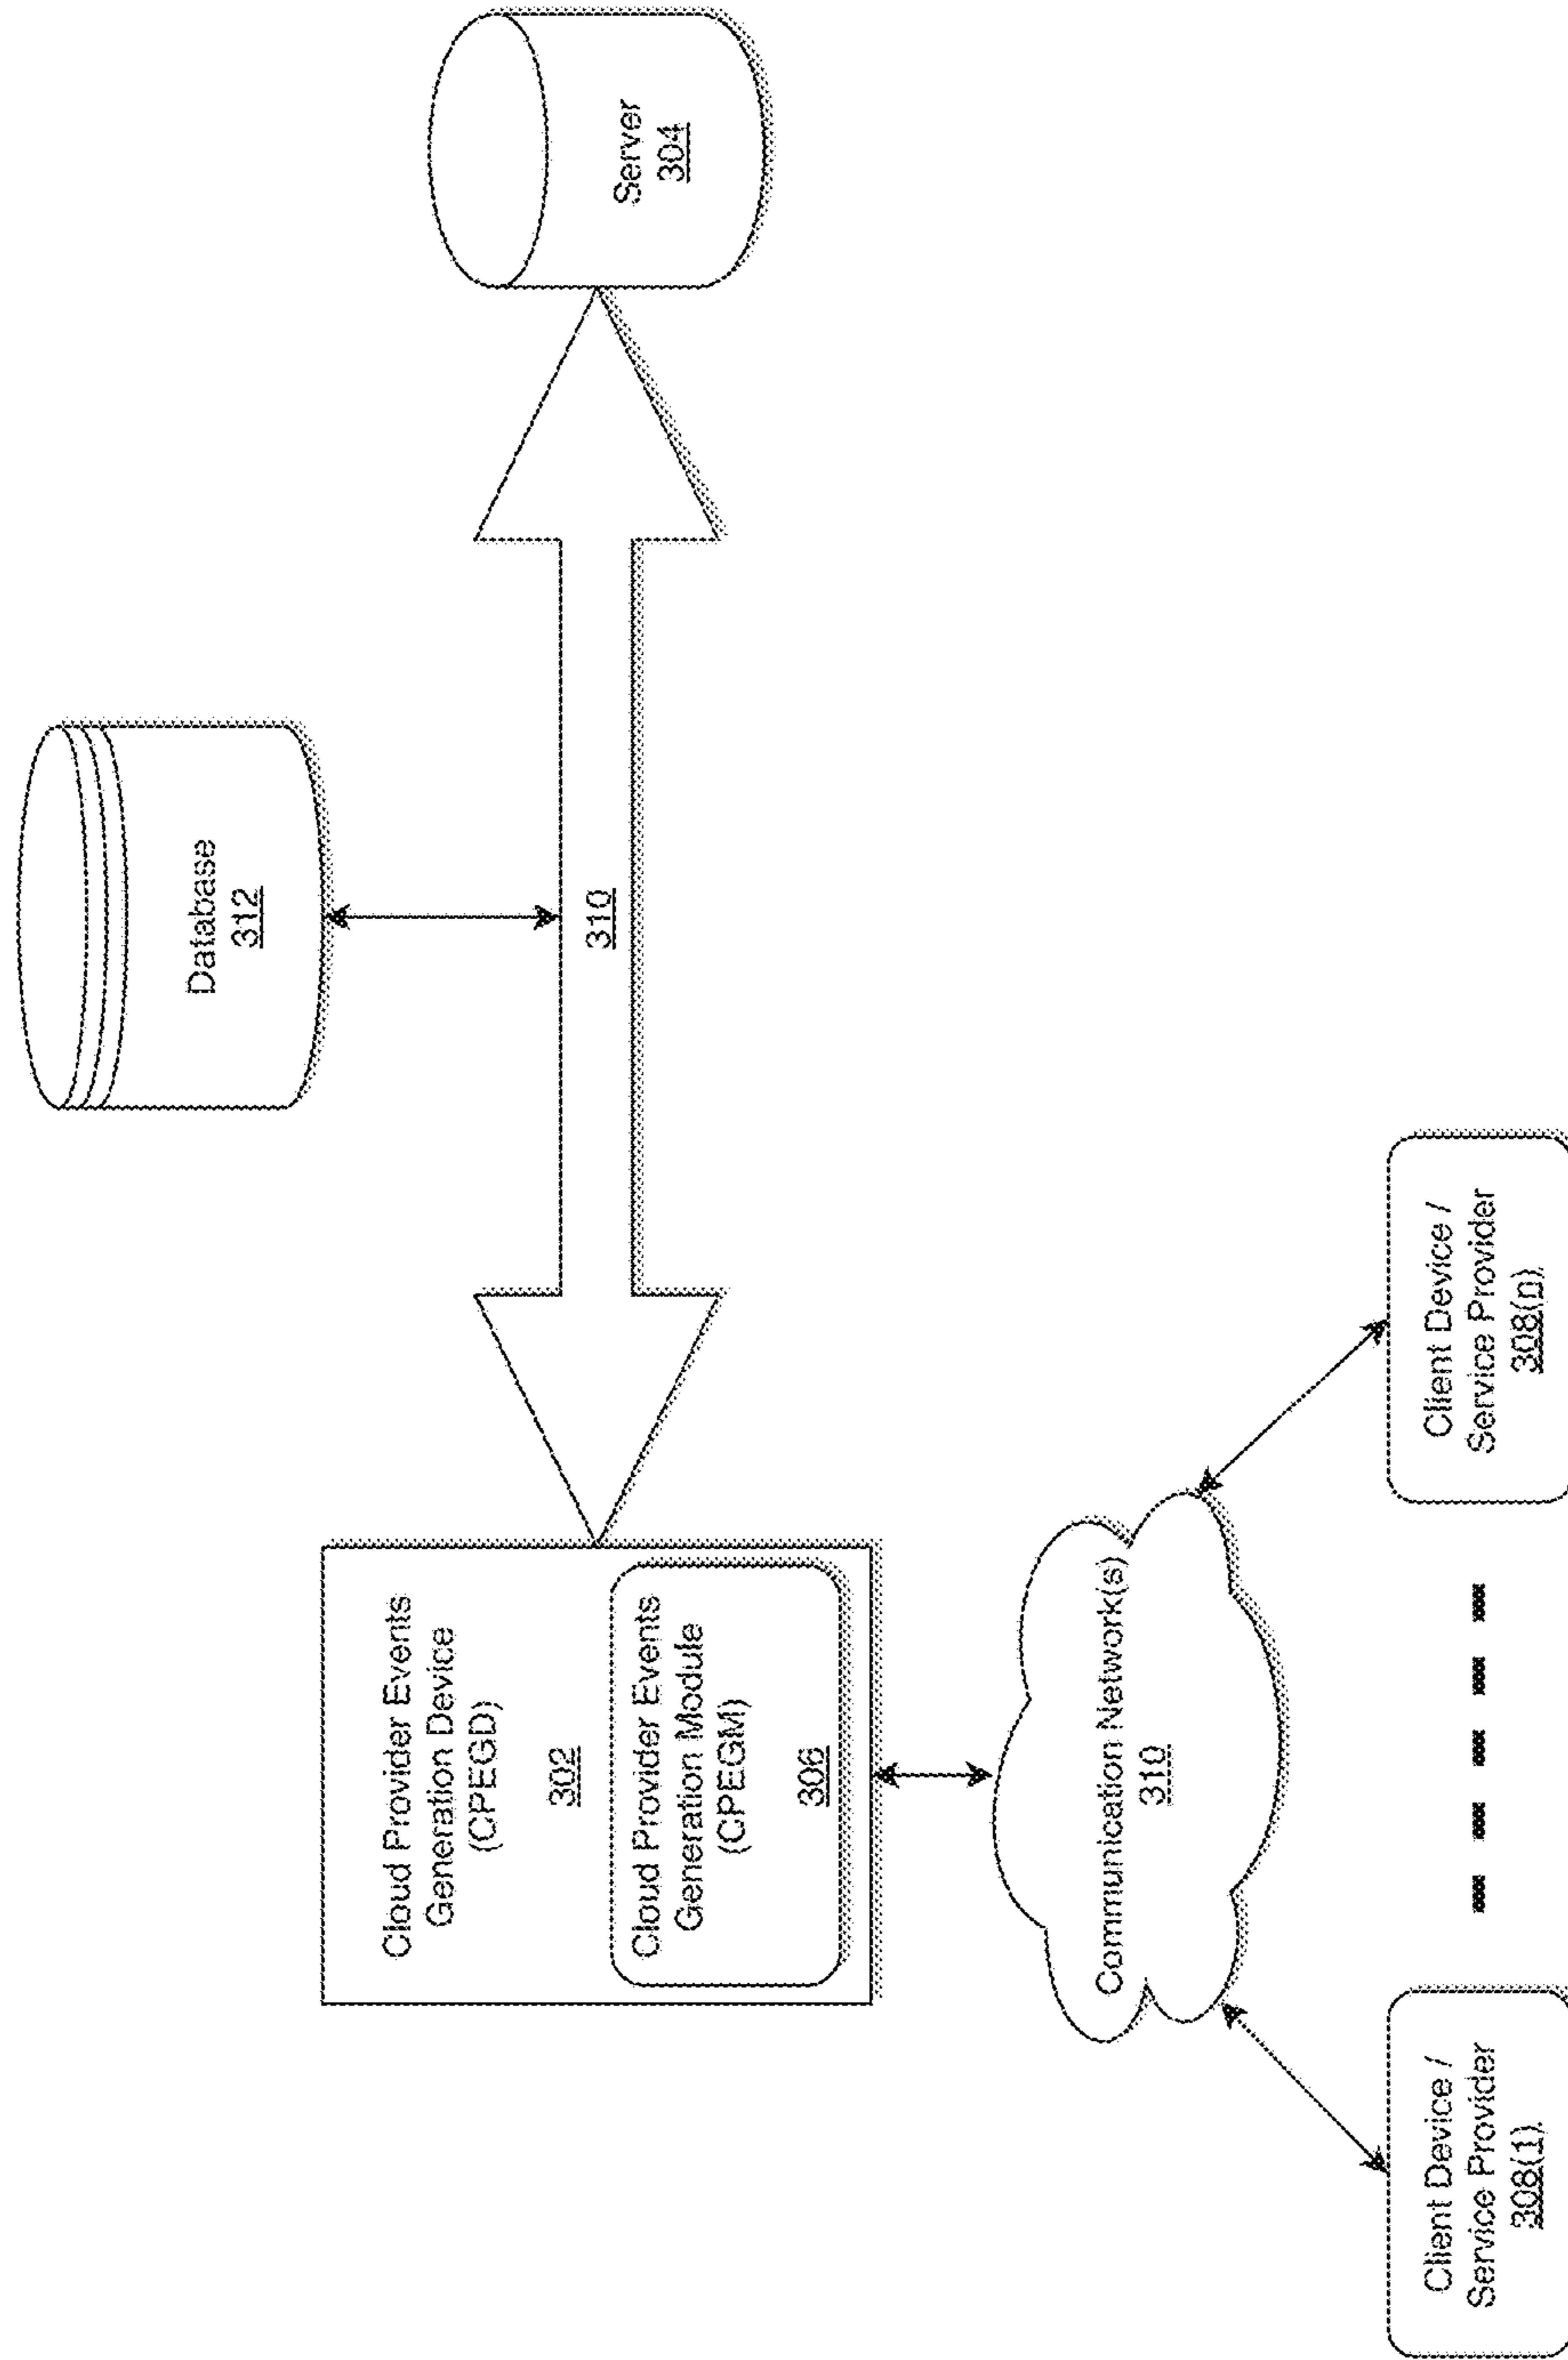 Database
312
Cloud Provider Events
Generation Device
(CPEGD)
302
310
Server
304
Cloud Provider Events
Generation Module
(CPEGM)
306
Communication Network(s)
310
Client Device /
Service Provider
308(1)
Client Device /
Service Provider
308(n)